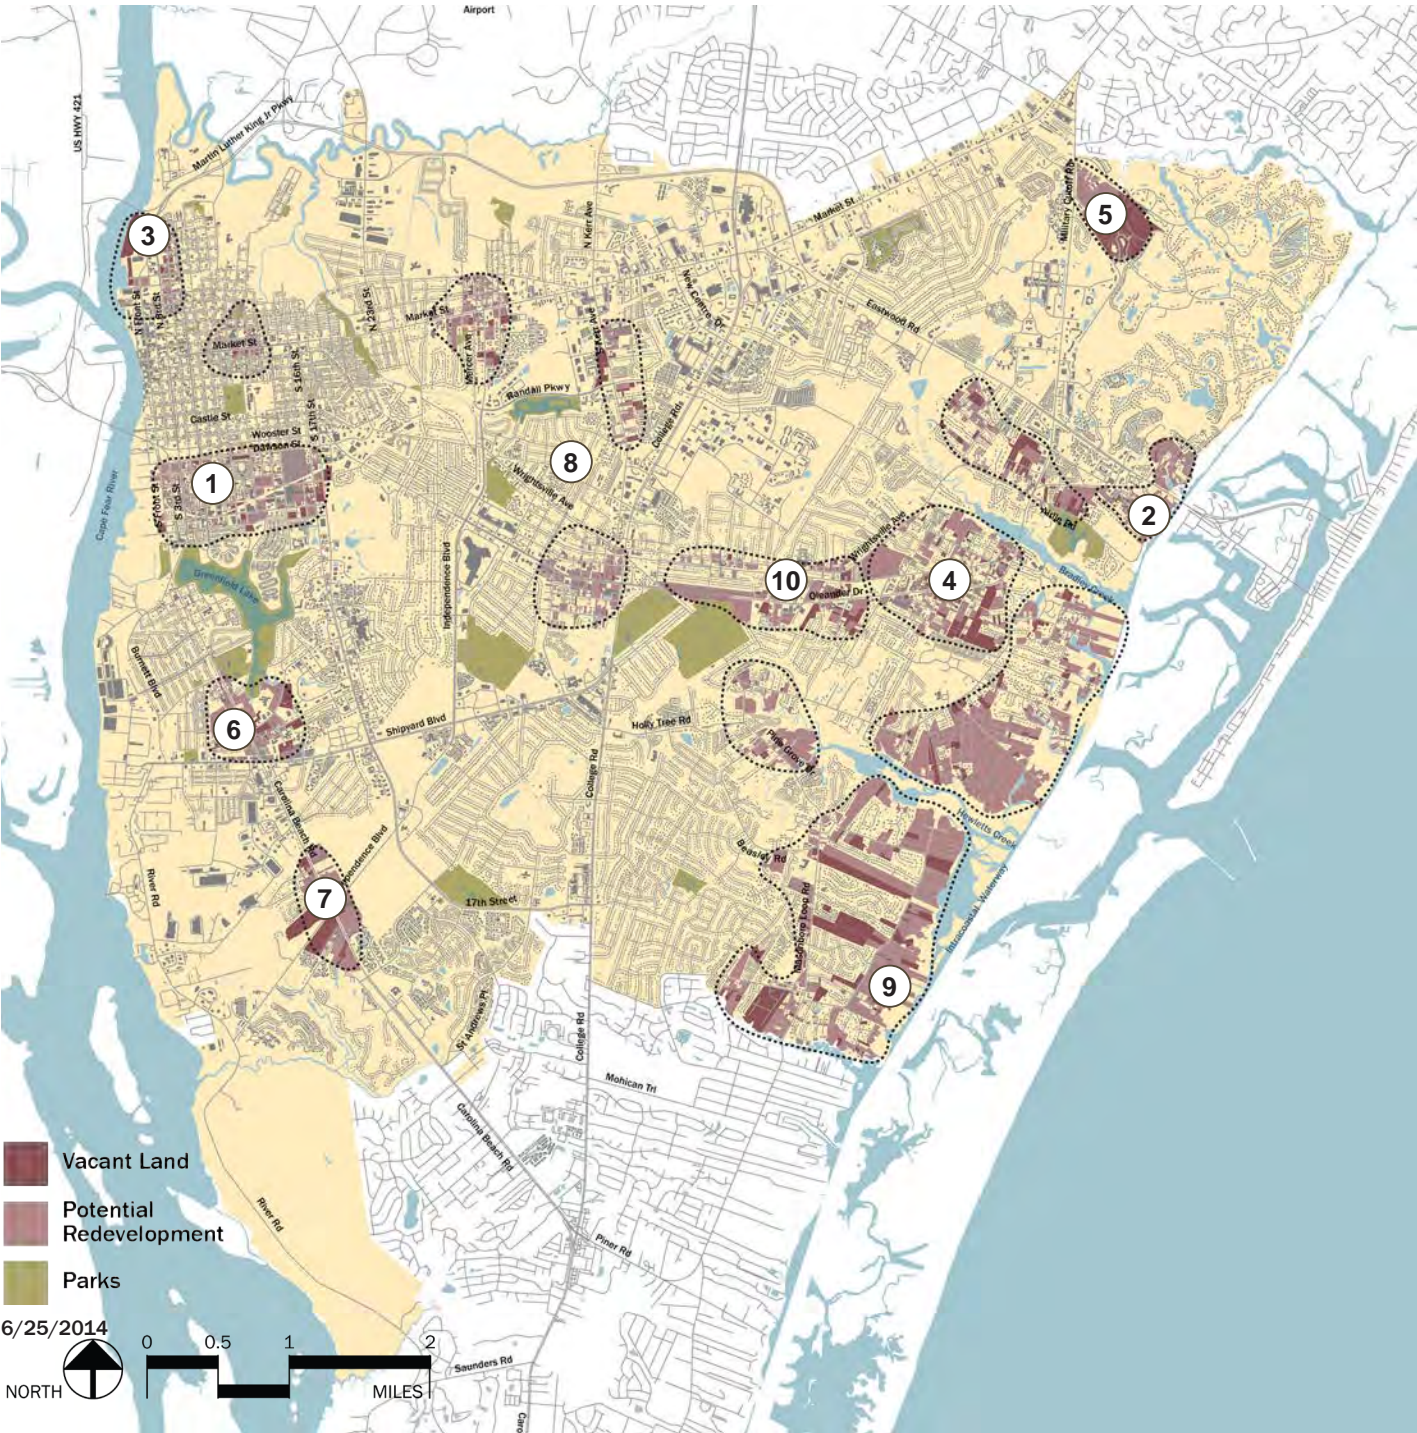 Airport
US HWY 421
Martin Luther King Jr Pkwy
Market St
N Kerr Ave
Military Cutoff Rd
5
3
N Front St
N 3rd St
N 23rd St
Market St
Mercer Ave
New Centre Dr
Eastwood Rd
Market St
S 16th St
Randall Pkwy
College Rd
Castle St
S 17th St
Wooster St
Dawson St
8
Wrightsville Ave
1
S Front St
S 3rd St
Cape Fear River
2
Wrightsville Ave
Independence Blvd
Greenfield Lake
10
Oleander Dr
4
Bradley Creek
Burnett Blvd
6
Shipyard Blvd
Holly Tree Rd
Pine Grove Dr
College Rd
Carolina Beach Rd
Independence Blvd
Hewletts Creek
Beasley Rd
River Rd
7
17th Street
Masonboro Loop Rd
Intracoastal Waterway
9
St Andrews Pl
College Rd
Mohican Trl
Carolina Beach Rd
River Rd
Piner Rd
Saunders Rd
Caro
Vacant Land
Potential
Redevelopment
Parks
6/25/2014
0 0.5 1 2
NORTH
MILES